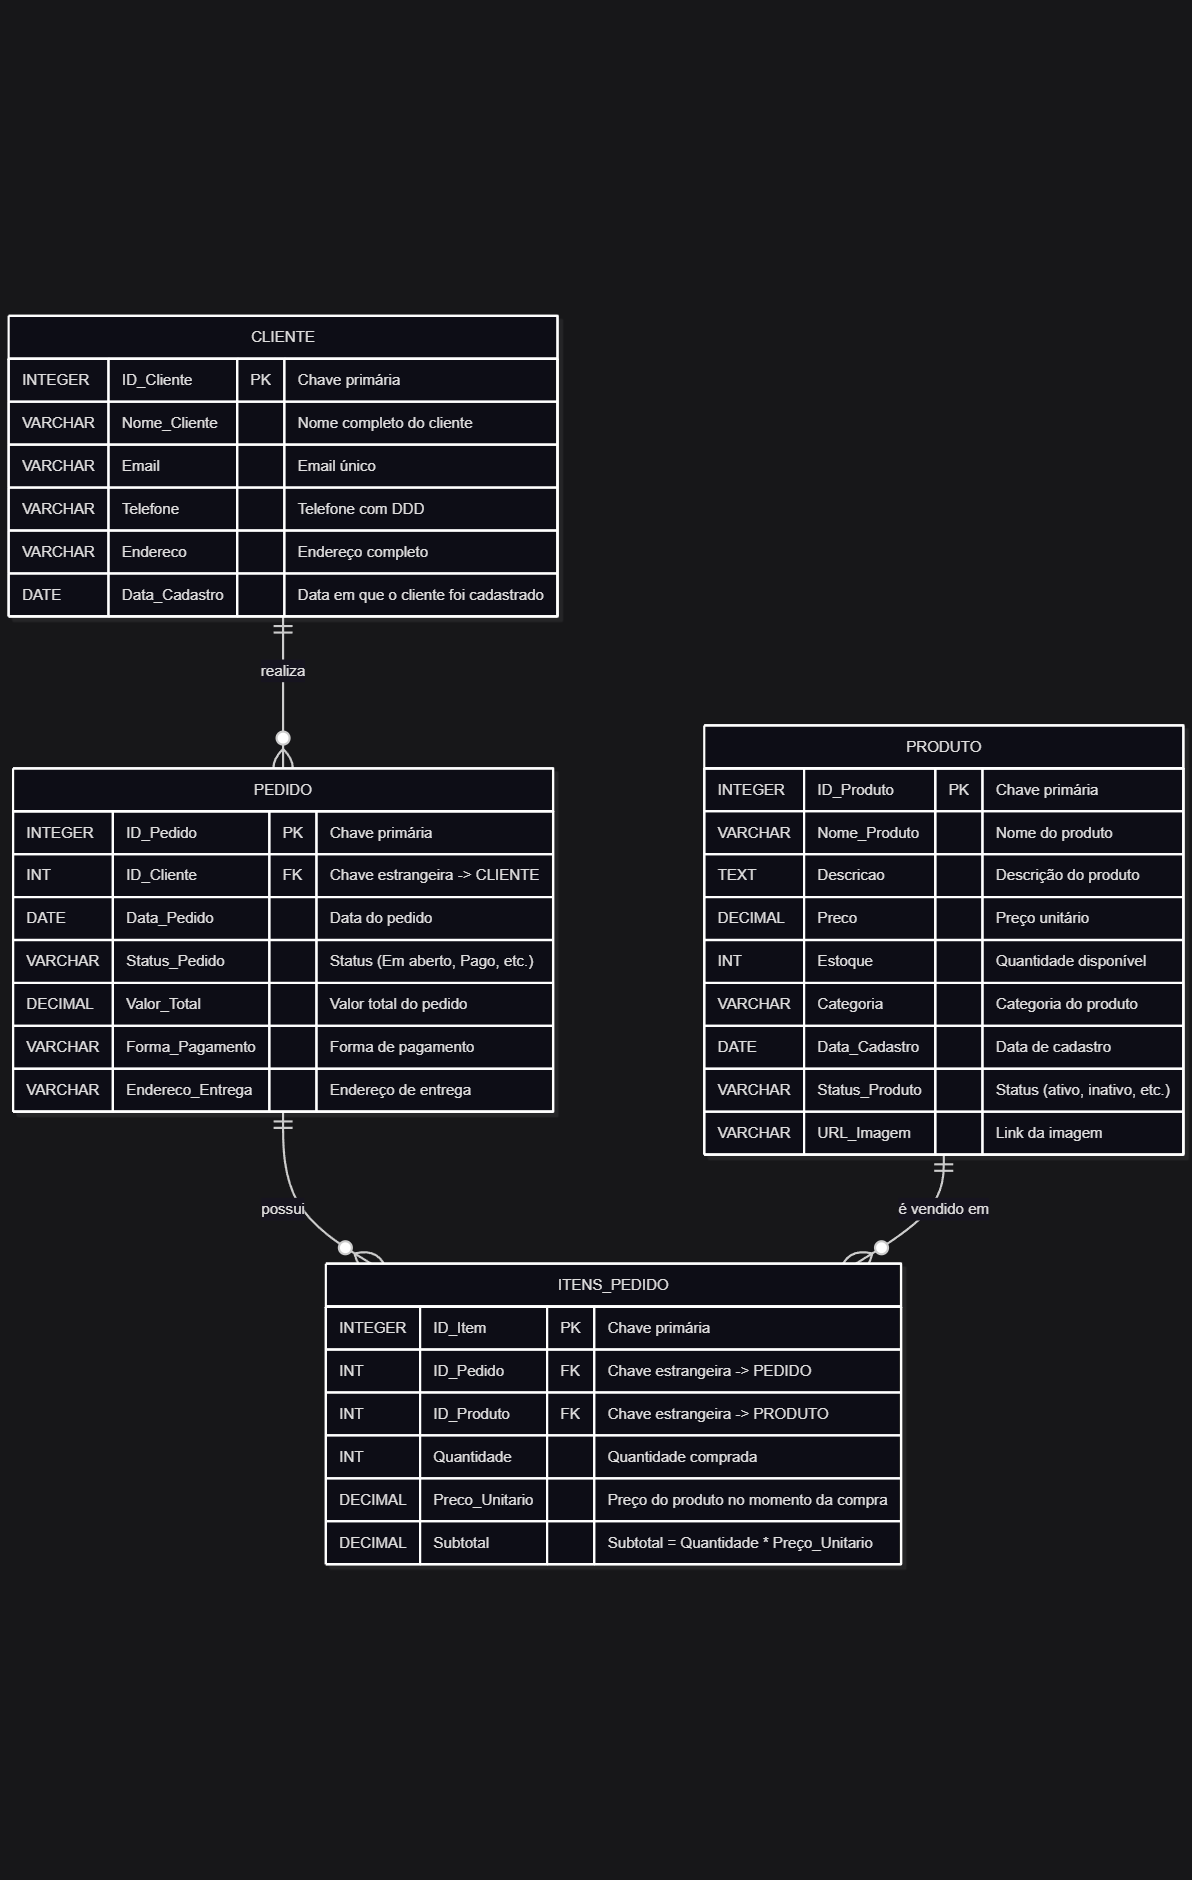 CLIENTE
INTEGER ID_Cliente PK Chave primária
VARCHAR Nome_Cliente Nome completo do cliente
VARCHAR Email Email único
VARCHAR Telefone Telefone com DDD
VARCHAR Endereco Endereço completo
DATE Data_Cadastro Data em que o cliente foi cadastrado
realiza
PEDIDO
INTEGER ID_Pedido PK Chave primária
INT ID_Cliente FK Chave estrangeira -> CLIENTE
DATE Data_Pedido Data do pedido
VARCHAR Status_Pedido Status (Em aberto, Pago, etc.)
DECIMAL Valor_Total Valor total do pedido
VARCHAR Forma_Pagamento Forma de pagamento
VARCHAR Endereco_Entrega Endereço de entrega
PRODUTO
INTEGER ID_Produto PK Chave primária
VARCHAR Nome_Produto Nome do produto
TEXT Descricao Descrição do produto
DECIMAL Preco Preço unitário
INT Estoque Quantidade disponível
VARCHAR Categoria Categoria do produto
DATE Data_Cadastro Data de cadastro
VARCHAR Status_Produto Status (ativo, inativo, etc.)
VARCHAR URL_Imagem Link da imagem
possui
é vendido em
ITENS_PEDIDO
INTEGER ID_Item PK Chave primária
INT ID_Pedido FK Chave estrangeira -> PEDIDO
INT ID_Produto FK Chave estrangeira -> PRODUTO
INT Quantidade Quantidade comprada
DECIMAL Preco_Unitario Preço do produto no momento da compra
DECIMAL Subtotal Subtotal = Quantidade * Preço_Unitario